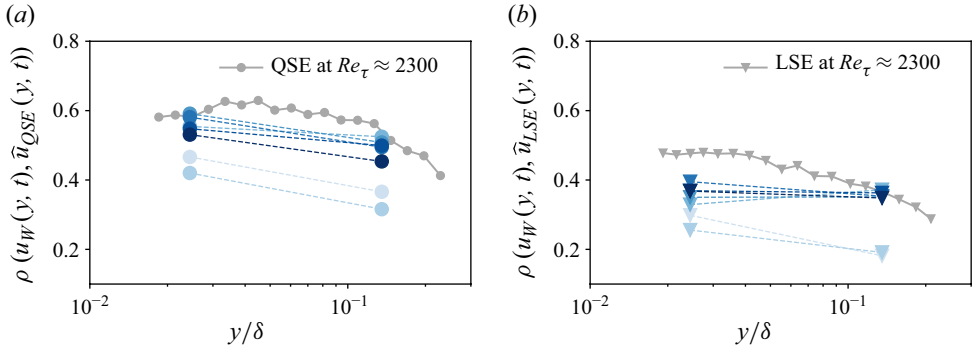 (a)
(b)
0.8
0.6
0.4
0.2
ρ (u_W (y, t), û_QSE (y, t))
QSE at Re_τ ≈ 2300
10^−2
10^−1
y/δ
0.8
0.6
0.4
0.2
ρ (u_W (y, t), û_LSE (y, t))
LSE at Re_τ ≈ 2300
10^−2
10^−1
y/δ